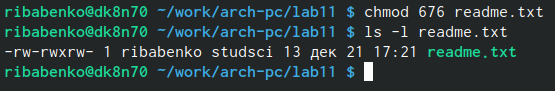 ribabenko@dk8n70 ~/work/arch-pc/lab11 $ chmod 676 readme.txt
ribabenko@dk8n70 ~/work/arch-pc/lab11 $ ls -l readme.txt
-rw-rwxrw- 1 ribabenko studsci 13 дек 21 17:21 readme.txt
ribabenko@dk8n70 ~/work/arch-pc/lab11 $